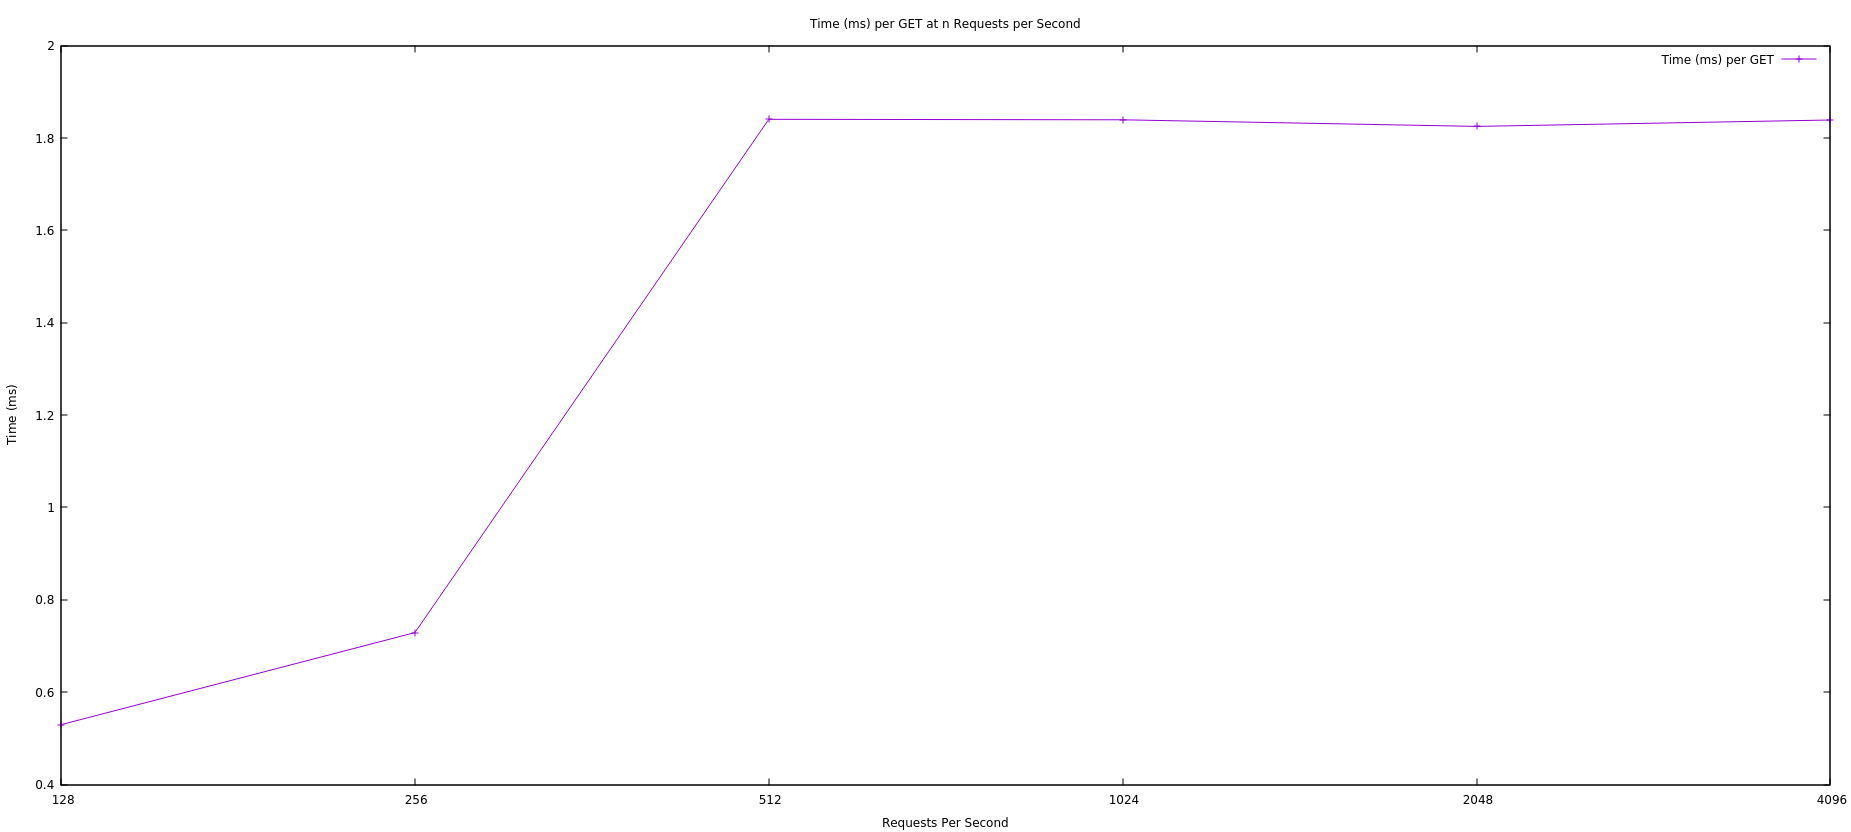 Time (ms) per GET at n Requests per Second
Time (ms) per GET
2
1.8
1.6
1.4
1.2
1
0.8
0.6
0.4
Time (ms)
128 256 512 1024 2048 4096
Requests Per Second